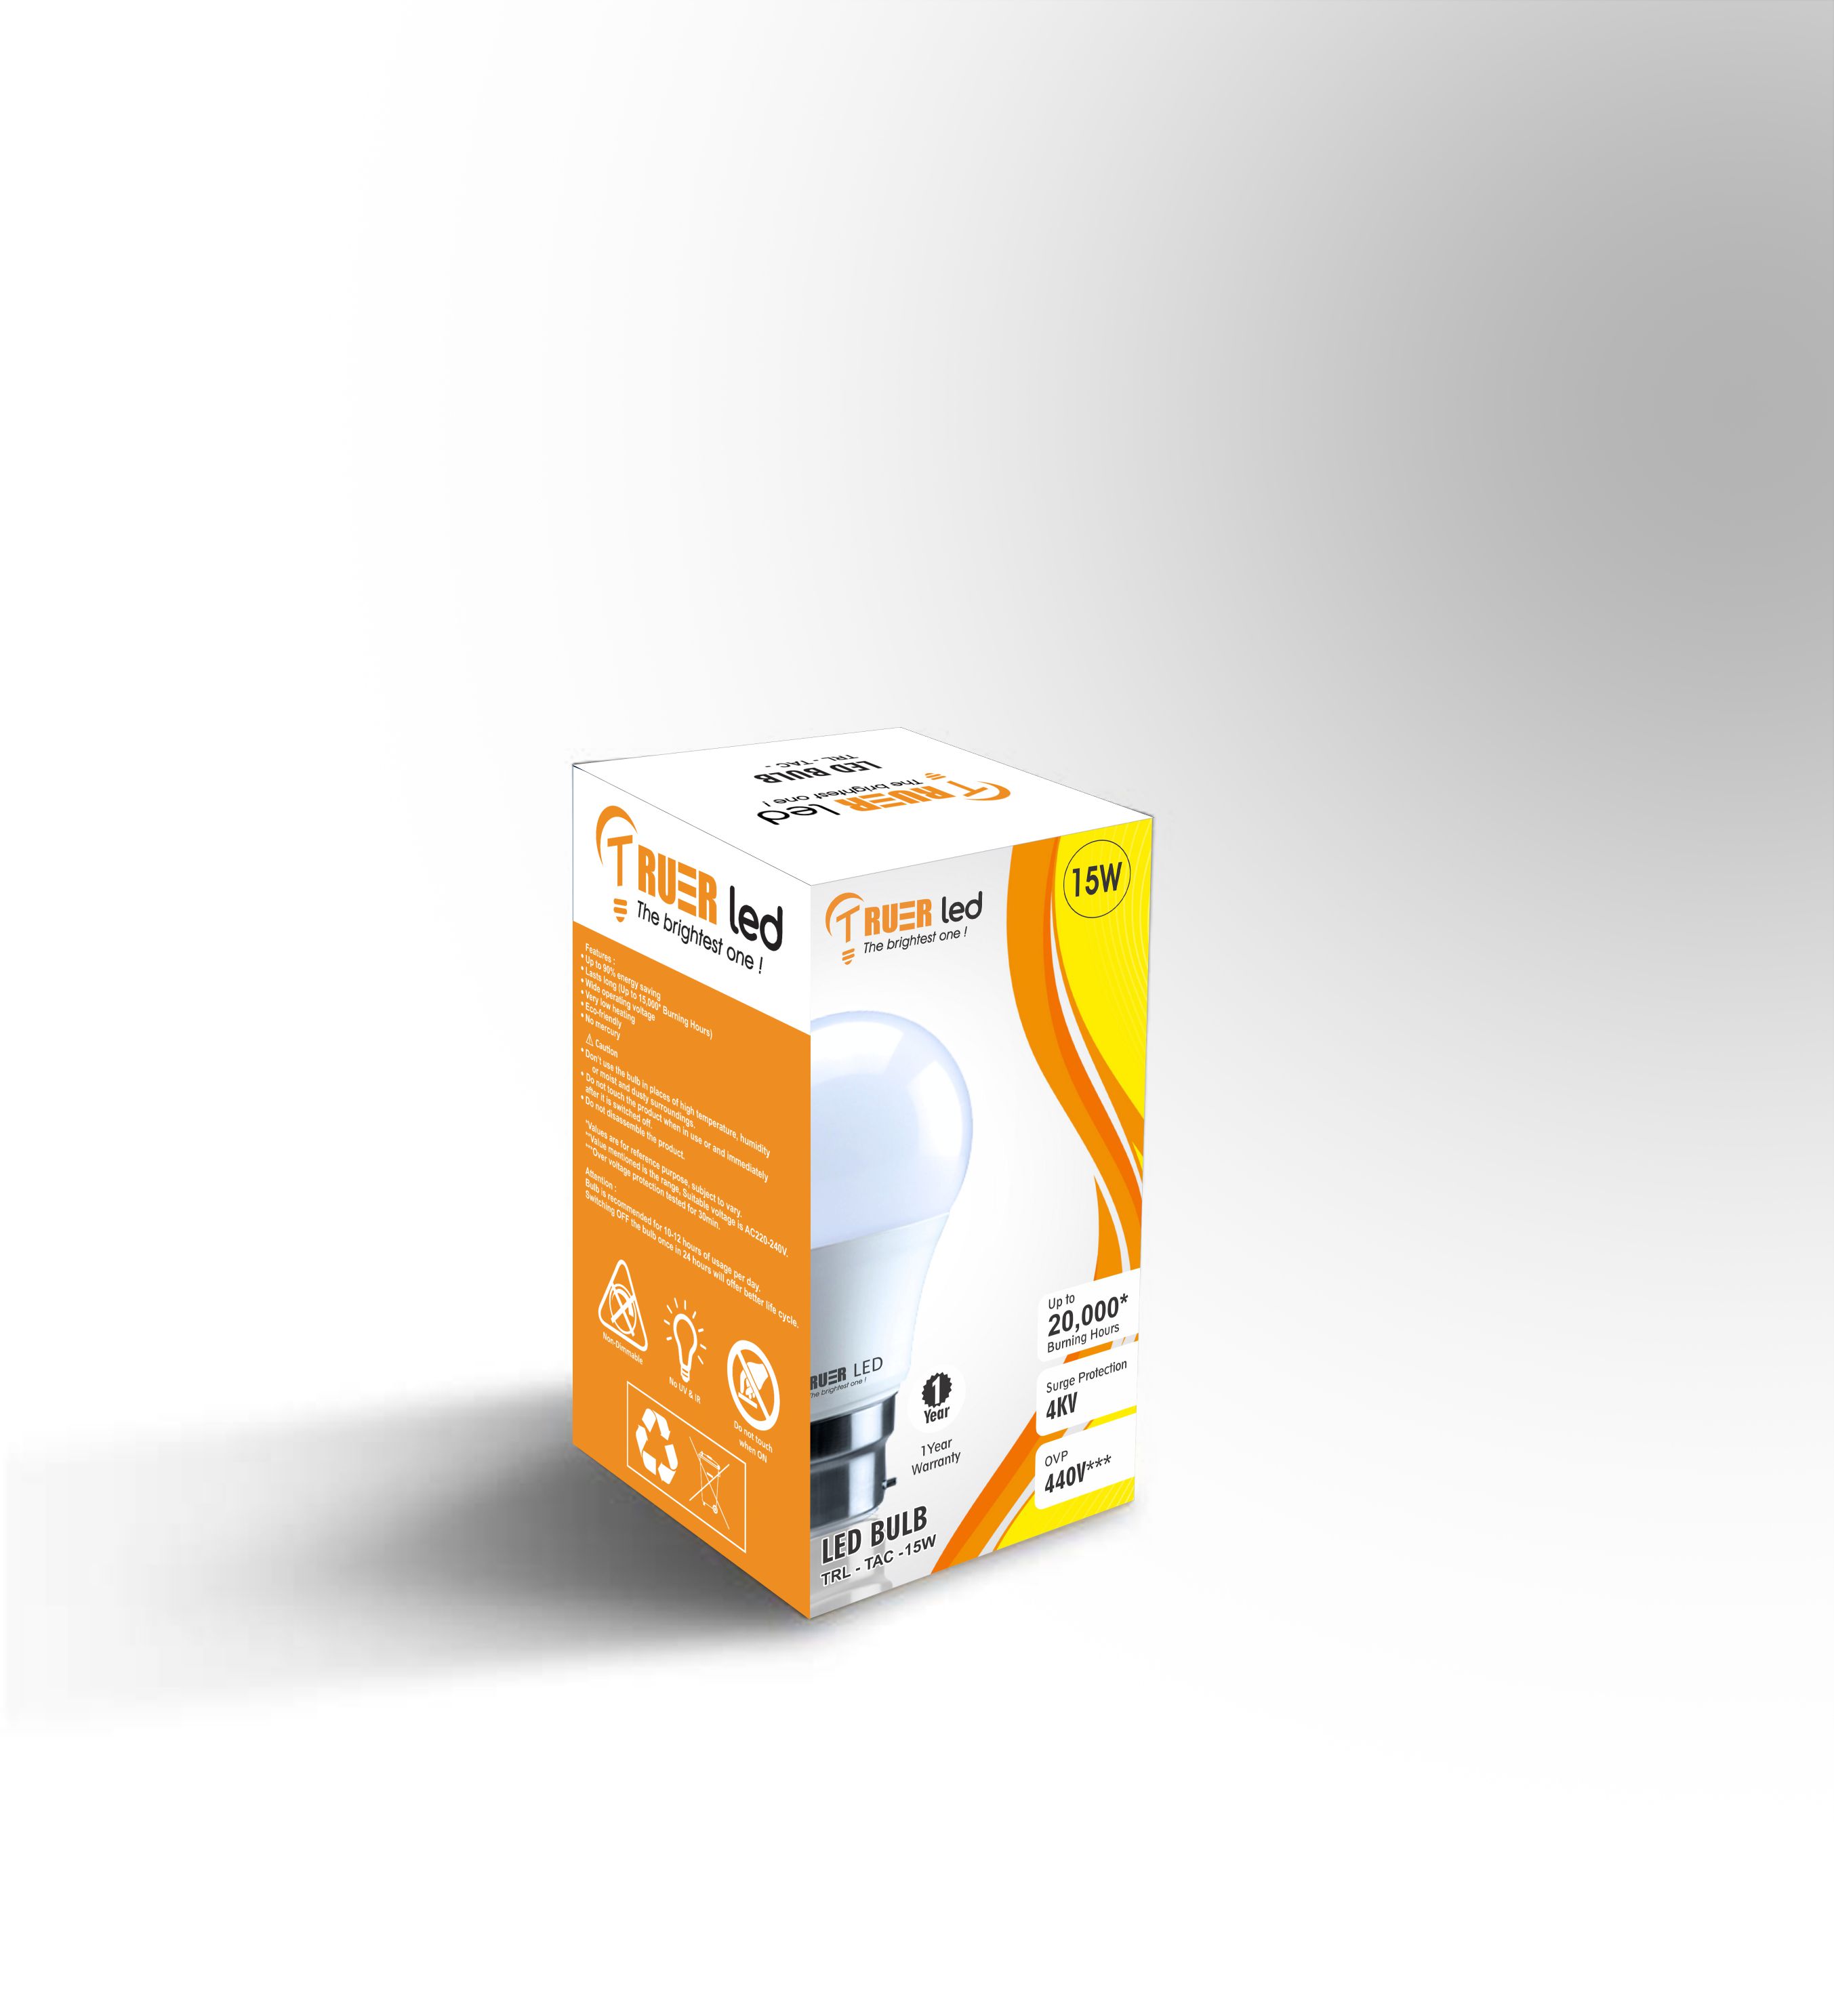 LED BULB
TRL - TAC -
TRUER led
The brightest one !
TRUER led
The brightest one !
Features :
• Up to 90% energy saving
• Lasts long (Up to 15,000* Burning Hours)
• Wide operating voltage
• Very low heating
• Eco-friendly
• No mercury
Caution
• Don't use the bulb in places of high temperature, humidity
or moist and dusty surroundings.
• Do not touch the product when in use or and immediately
after it is switched off.
• Do not disassemble the product.
*Values are for reference purpose, subject to vary.
**Value mentioned is the range. Suitable voltage is AC220-240V.
***Over voltage protection tested for 30min.
Attention :
Bulb is recommended for 10-12 hours of usage per day.
Switching OFF the bulb once in 24 hours will offer better life cycle.
Non-Dimmable
No UV & IR
Do not touch
when ON
TRUER led
The brightest one !
15W
RUER LED
The brightest one !
1
Year
1Year
Warranty
Up to
20,000*
Burning Hours
Surge Protection
4KV
OVP
440V***
LED BULB
TRL - TAC -15W